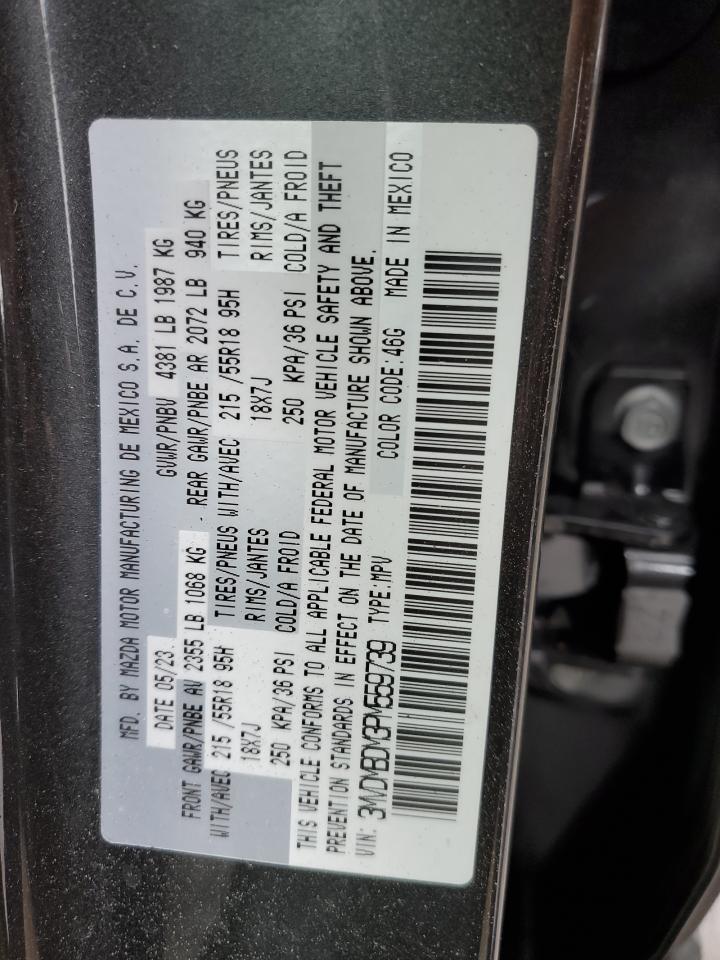 MFD. BY MAZDA MOTOR MANUFACTURING DE MEXICO S.A. DE C.V.
DATE 05/23 GVWR/PNBV 4381 LB 1987 KG
FRONT GAWR/PNBE AV 2355 LB 1068 KG - REAR GAWR/PNBE AR 2072 LB 940 KG
WITH/AVEC 215 /55R18 95H TIRES/PNEUS WITH/AVEC 215 /55R18 95H TIRES/PNEUS
18X7J RIMS/JANTES 18X7J RIMS/JANTES
250 KPA/36 PSI COLD/A FROID 250 KPA/36 PSI COLD/A FROID
THIS VEHICLE CONFORMS TO ALL APPLICABLE FEDERAL MOTOR VEHICLE SAFETY AND THEFT
PREVENTION STANDARDS IN EFFECT ON THE DATE OF MANUFACTURE SHOWN ABOVE.
VIN: 3MVDMBDM3PM559739 TYPE:MPV COLOR CODE:46G MADE IN MEXICO